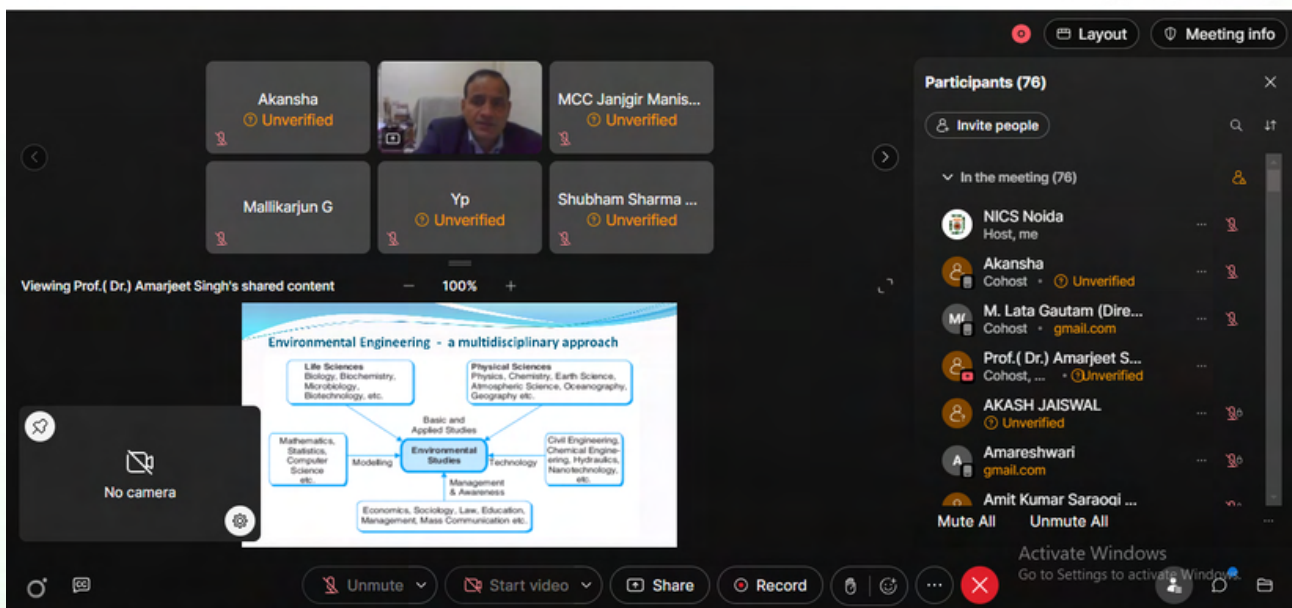 Layout
Meeting info
Akansha
Unverified
MCC Janjgir Manis...
Unverified
Mallikarjun G
Yp
Unverified
Shubham Sharma ...
Unverified
Viewing Prof.( Dr.) Amarjeet Singh's shared content
— 100% +
Environmental Engineering - a multidisciplinary approach
Life Sciences
Biology, Biochemistry,
Microbiology,
Biotechnology, etc.
Physical Sciences
Physics, Chemistry, Earth Science,
Atmospheric Science, Oceanography,
Geography etc.
Basic and
Applied Studies
Mathematics,
Statistics,
Computer
Science
etc.
Modelling
Environmental
Studies
Technology
Civil Engineering,
Chemical Engine-
ering, Hydraulics,
Nanotechnology,
etc.
Management
& Awareness
Economics, Sociology, Law, Education,
Management, Mass Communication etc.
No camera
Participants (76)
Invite people
In the meeting (76)
NICS Noida
Host, me
Akansha
Cohost • Unverified
M. Lata Gautam (Dire...
Cohost • gmail.com
Prof.( Dr.) Amarjeet S...
Cohost, ... • Unverified
AKASH JAISWAL
Unverified
A
Amareshwari
gmail.com
Amit Kumar Saraogi ...
Mute All
Unmute All
Activate Windows
Go to Settings to activate Windows.
CC
Unmute
Start video
Share
Record